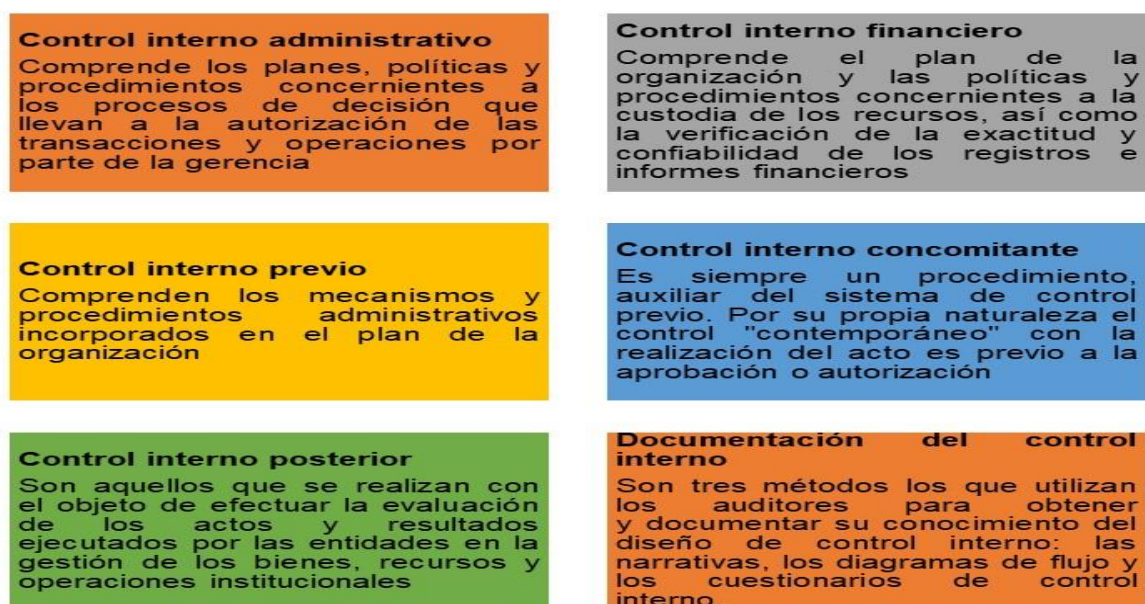 Control interno administrativo
Comprende los planes, políticas y
procedimientos concernientes a
los procesos de decisión que
llevan a la autorización de las
transacciones y operaciones por
parte de la gerencia
Control interno financiero
Comprende el plan de la
organización y las políticas y
procedimientos concernientes a la
custodia de los recursos, así como
la verificación de la exactitud y
confiabilidad de los registros e
informes financieros
Control interno previo
Comprenden los mecanismos y
procedimientos administrativos
incorporados en el plan de la
organización
Control interno concomitante
Es siempre un procedimiento,
auxiliar del sistema de control
previo. Por su propia naturaleza el
control "contemporáneo" con la
realización del acto es previo a la
aprobación o autorización
Control interno posterior
Son aquellos que se realizan con
el objeto de efectuar la evaluación
de los actos y resultados
ejecutados por las entidades en la
gestión de los bienes, recursos y
operaciones institucionales
Documentación del control
interno
Son tres métodos los que utilizan
los auditores para obtener
y documentar su conocimiento del
diseño de control interno: las
narrativas, los diagramas de flujo y
los cuestionarios de control
interno